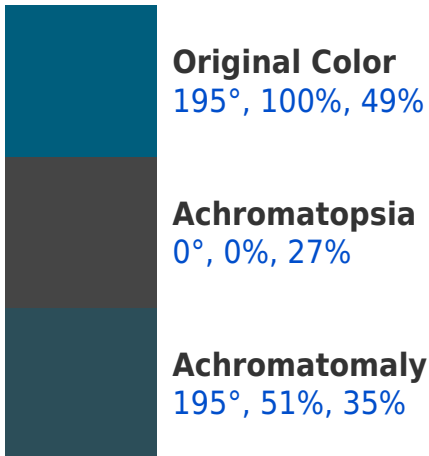 Original Color
195°, 100%, 49%
Achromatopsia
0°, 0%, 27%
Achromatomaly
195°, 51%, 35%